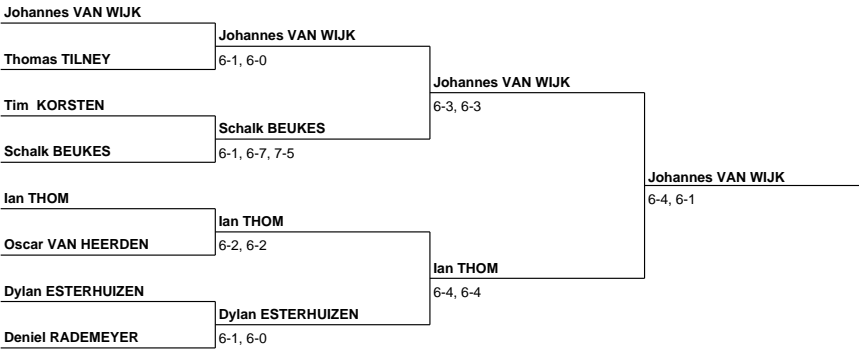 Johannes VAN WIJK
Johannes VAN WIJK
Thomas TILNEY
6-1, 6-0
Johannes VAN WIJK
Tim KORSTEN
6-3, 6-3
Schalk BEUKES
Schalk BEUKES
6-1, 6-7, 7-5
Johannes VAN WIJK
Ian THOM
6-4, 6-1
Ian THOM
Oscar VAN HEERDEN
6-2, 6-2
Ian THOM
Dylan ESTERHUIZEN
6-4, 6-4
Dylan ESTERHUIZEN
Deniel RADEMEYER
6-1, 6-0